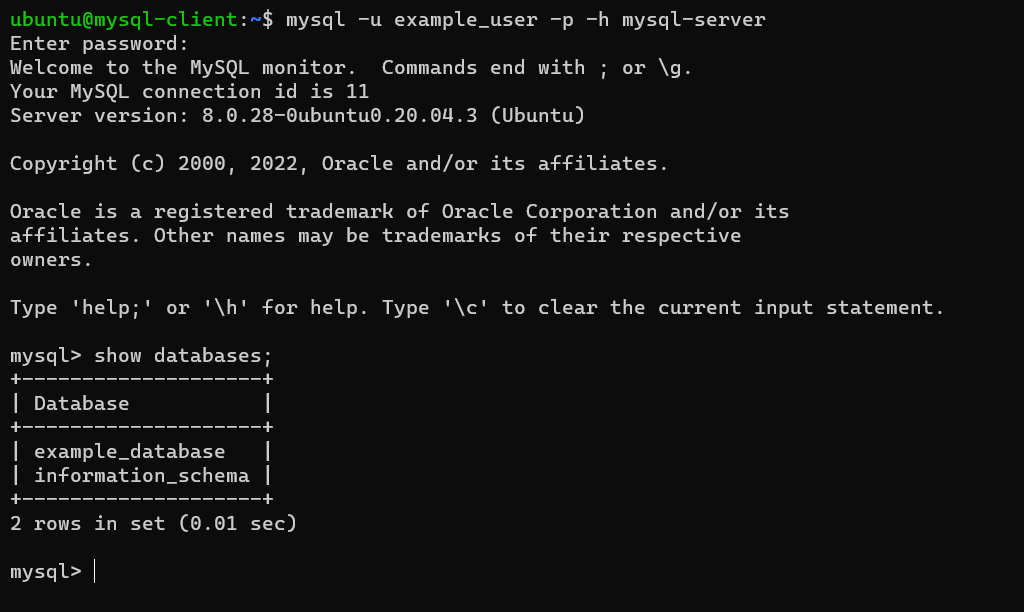 ubuntu@mysql-client:~$ mysql -u example_user -p -h mysql-server
Enter password:
Welcome to the MySQL monitor.  Commands end with ; or \g.
Your MySQL connection id is 11
Server version: 8.0.28-0ubuntu0.20.04.3 (Ubuntu)

Copyright (c) 2000, 2022, Oracle and/or its affiliates.

Oracle is a registered trademark of Oracle Corporation and/or its
affiliates. Other names may be trademarks of their respective
owners.

Type 'help;' or '\h' for help. Type '\c' to clear the current input statement.

mysql> show databases;
+--------------------+
| Database           |
+--------------------+
| example_database   |
| information_schema |
+--------------------+
2 rows in set (0.01 sec)

mysql>